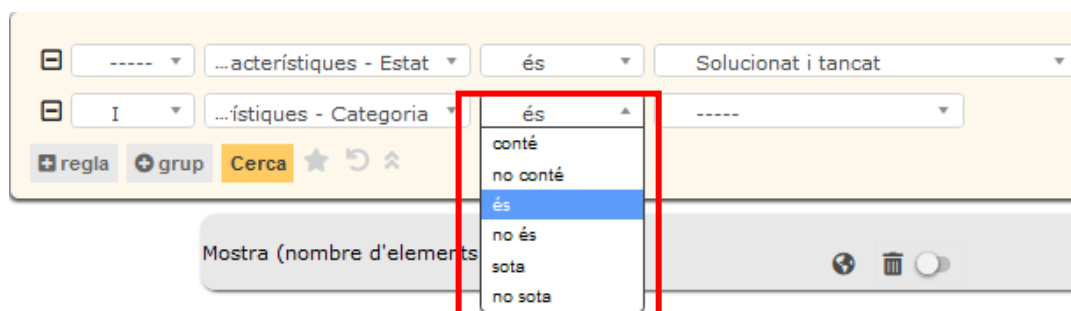 ----- ...acterístiques - Estat és Solucionat i tancat
I ...ístiques - Categoria és -----
regla grup Cerca
conté
no conté
és
no és
sota
no sota
Mostra (nombre d'elements